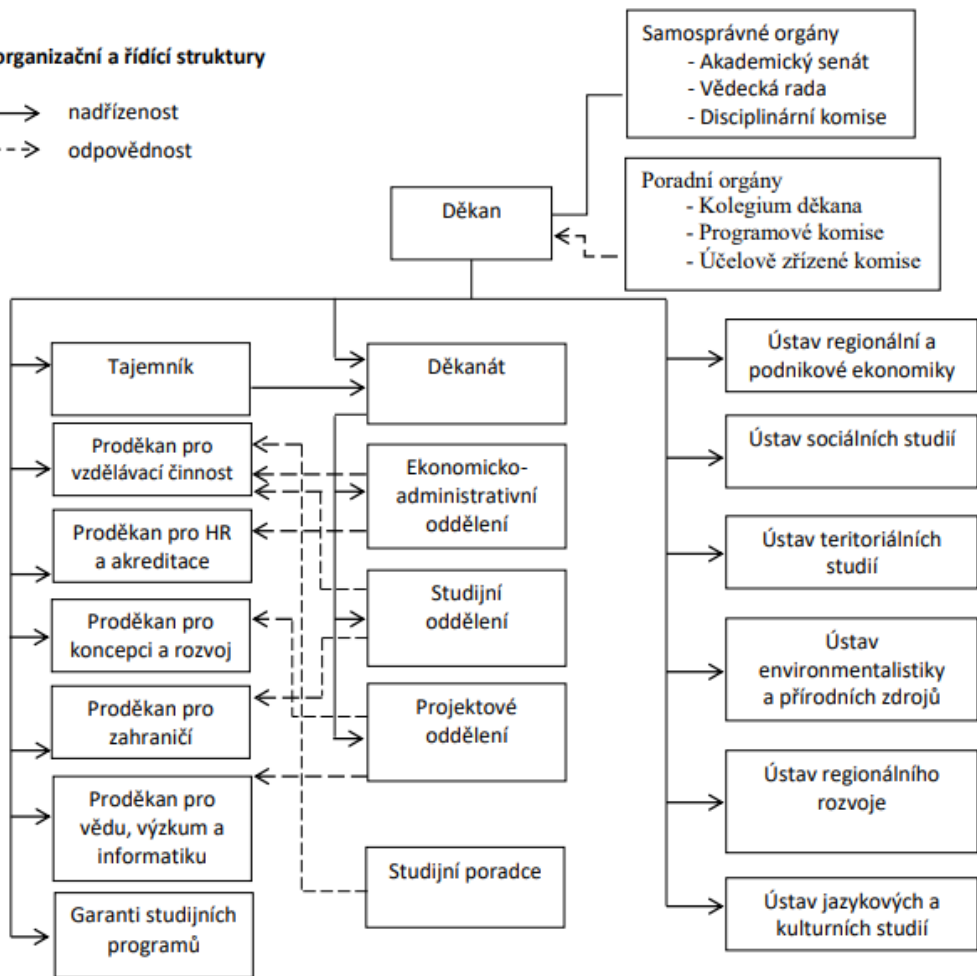 organizační a řídící struktury
nadřízenost
odpovědnost
Samosprávné orgány
- Akademický senát
- Vědecká rada
- Disciplinární komise
Poradní orgány
- Kolegium děkana
- Programové komise
- Účelově zřízené komise
Děkan
Tajemník
Proděkan pro
vzdělávací činnost
Proděkan pro HR
a akreditace
Proděkan pro
koncepci a rozvoj
Proděkan pro
zahraničí
Proděkan pro
vědu, výzkum a
informatiku
Garanti studijních
programů
Děkanát
Ekonomicko-
administrativní
oddělení
Studijní
oddělení
Projektové
oddělení
Studijní poradce
Ústav regionální a
podnikové ekonomiky
Ústav sociálních studií
Ústav teritoriálních
studií
Ústav
environmentalistiky
a přírodních zdrojů
Ústav regionálního
rozvoje
Ústav jazykových a
kulturních studií